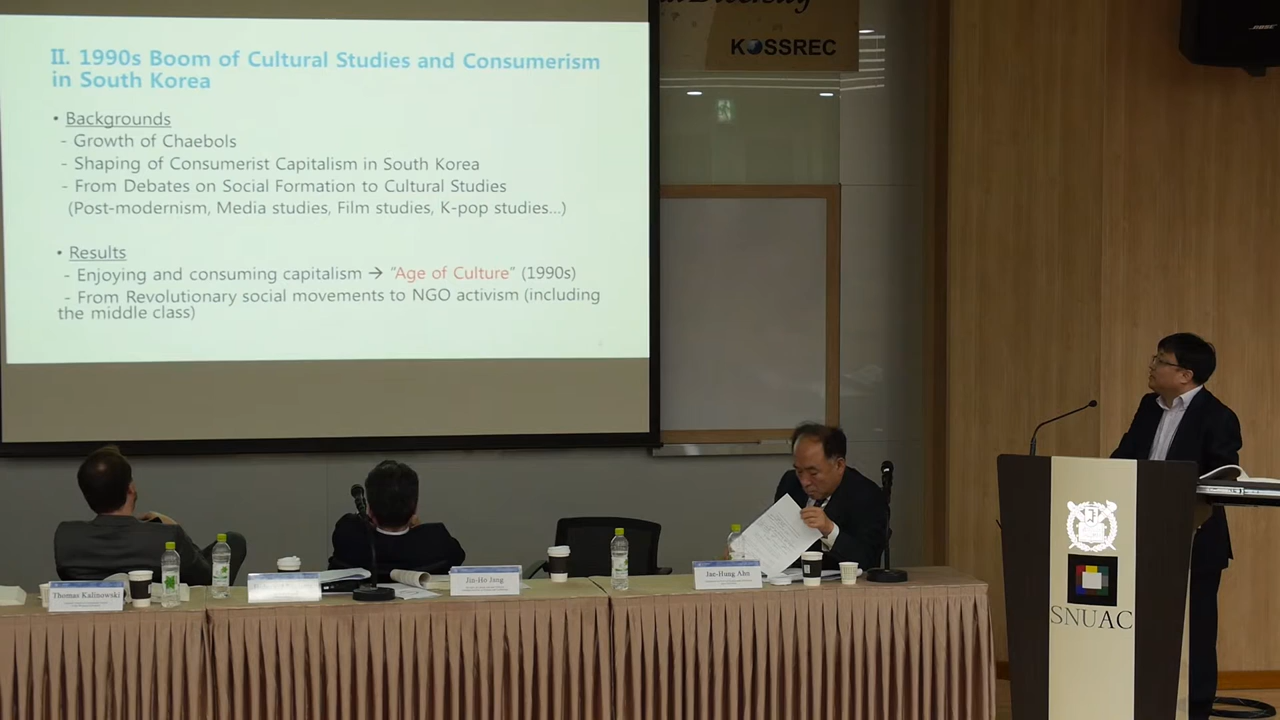 II. 1990s Boom of Cultural Studies and Consumerism
in South Korea
• Backgrounds
- Growth of Chaebols
- Shaping of Consumerist Capitalism in South Korea
- From Debates on Social Formation to Cultural Studies
(Post-modernism, Media studies, Film studies, K-pop studies...)
• Results
- Enjoying and consuming capitalism → "Age of Culture" (1990s)
- From Revolutionary social movements to NGO activism (including
the middle class)
Diversity
KOSSREC
BOSE
Thomas Kalinowski
Jin-Ho Jang
Jae-Hung Ahn
SNUAC